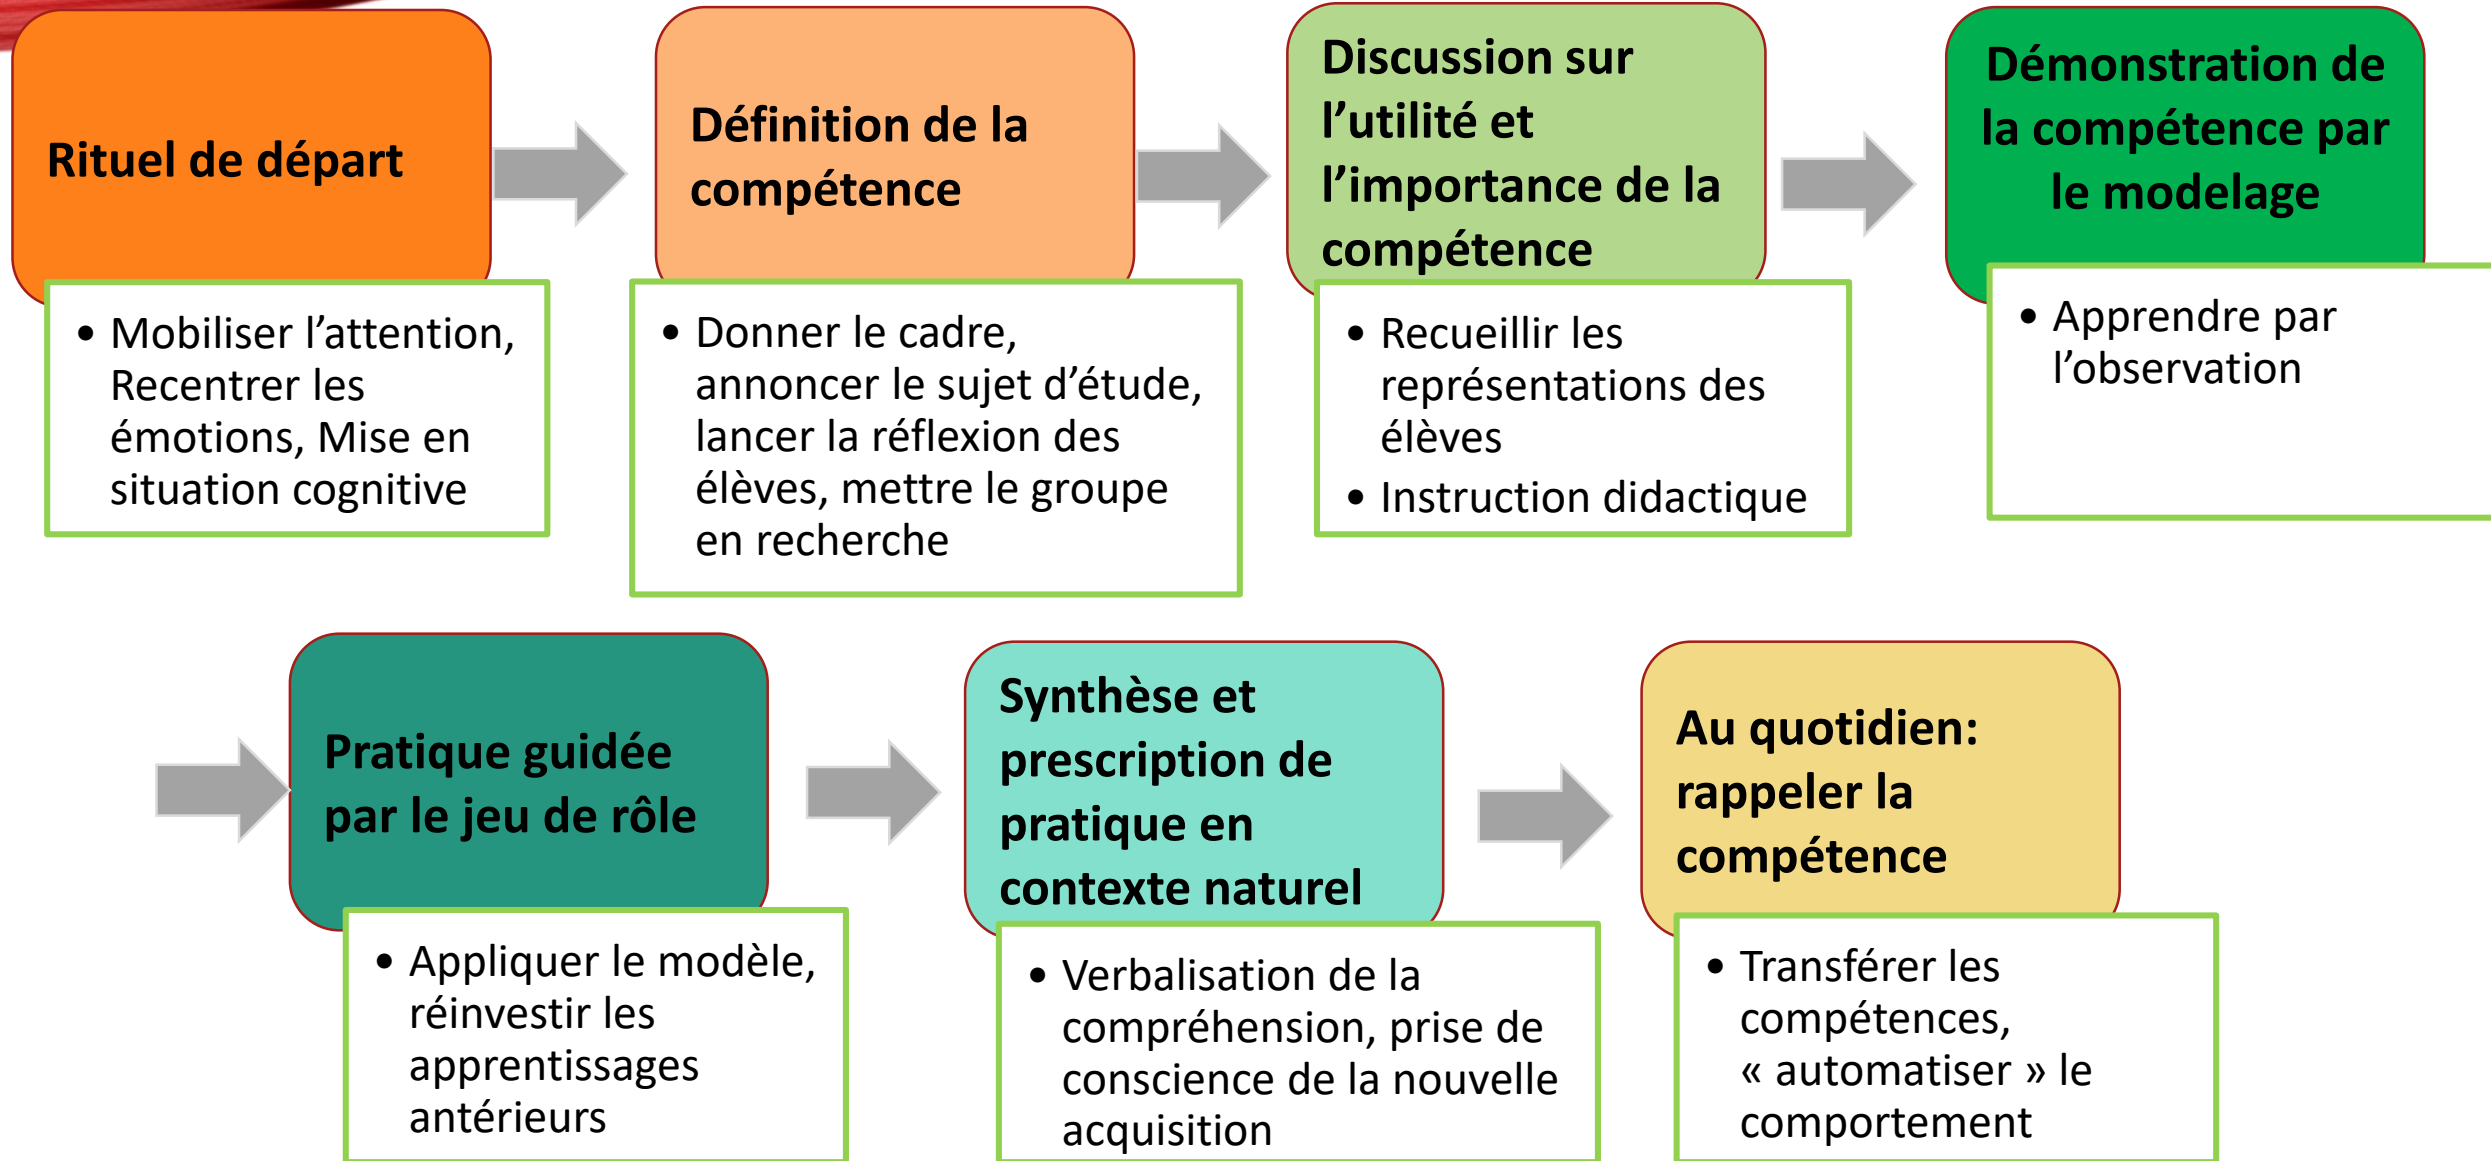 Rituel de départ
• Mobiliser l’attention,
Recentrer les
émotions, Mise en
situation cognitive
Définition de la
compétence
• Donner le cadre,
annoncer le sujet d’étude,
lancer la réflexion des
élèves, mettre le groupe
en recherche
Discussion sur
l’utilité et
l’importance de la
compétence
• Recueillir les
représentations des
élèves
• Instruction didactique
Démonstration de
la compétence par
le modelage
• Apprendre par
l’observation
Pratique guidée
par le jeu de rôle
• Appliquer le modèle,
réinvestir les
apprentissages
antérieurs
Synthèse et
prescription de
pratique en
contexte naturel
• Verbalisation de la
compréhension, prise de
conscience de la nouvelle
acquisition
Au quotidien:
rappeler la
compétence
• Transférer les
compétences,
« automatiser » le
comportement